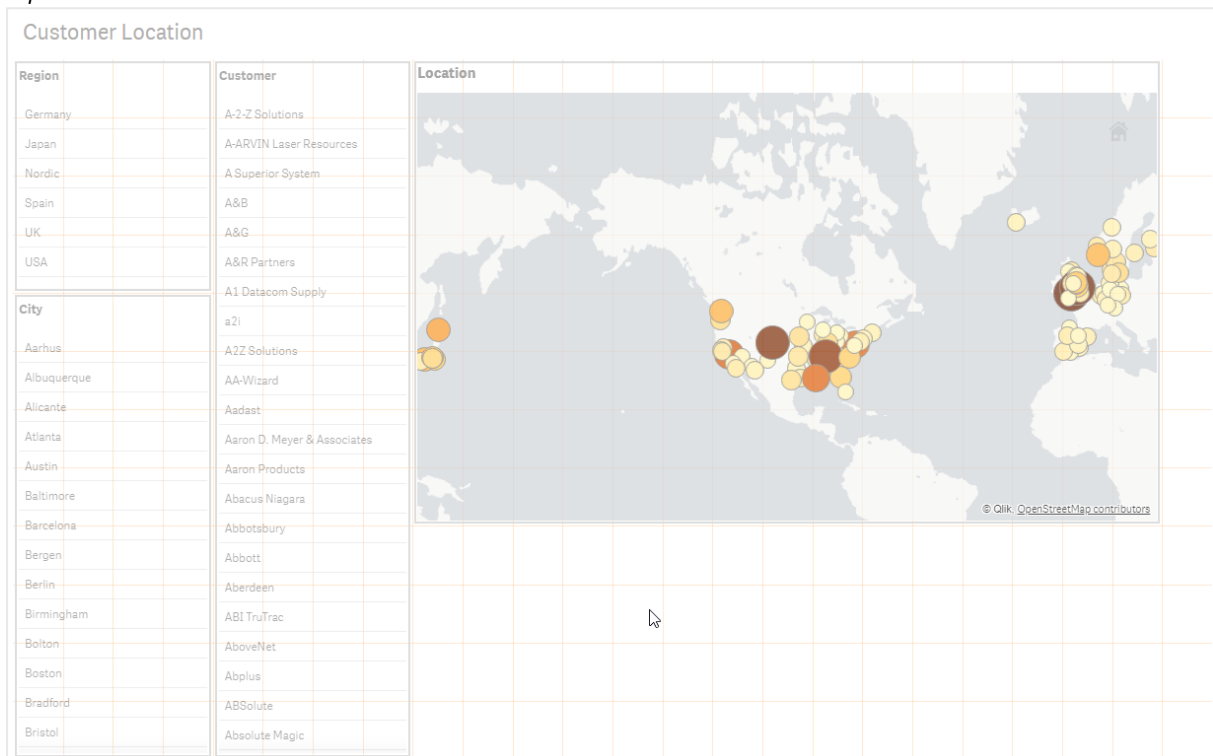 Customer Location
Region
Germany
Japan
Nordic
Spain
UK
USA
City
Aarhus
Albuquerque
Alicante
Atlanta
Austin
Baltimore
Barcelona
Bergen
Berlin
Birmingham
Bolton
Boston
Bradford
Bristol
Customer
A-2-Z Solutions
A-ARVIN Laser Resources
A Superior System
A&B
A&G
A&R Partners
A1 Datacom Supply
a2i
A2Z Solutions
AA-Wizard
Aadast
Aaron D. Meyer & Associates
Aaron Products
Abacus Niagara
Abbotsbury
Abbott
Aberdeen
ABI TruTrac
AboveNet
Abplus
ABSolute
Absolute Magic
Location
© Qlik, OpenStreetMap contributors